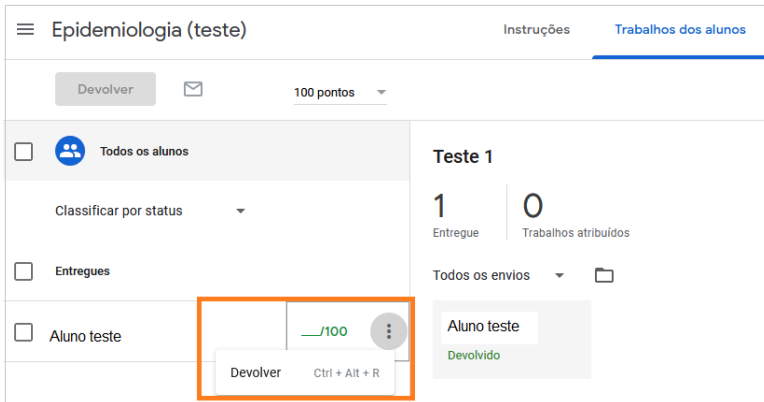 Epidemiologia (teste)
Instruções
Trabalhos dos alunos
Devolver
100 pontos
Todos os alunos
Classificar por status
Entregues
Aluno teste
__/100
Devolver Ctrl + Alt + R
Teste 1
1
Entregue
0
Trabalhos atribuídos
Todos os envios
Aluno teste
Devolvido